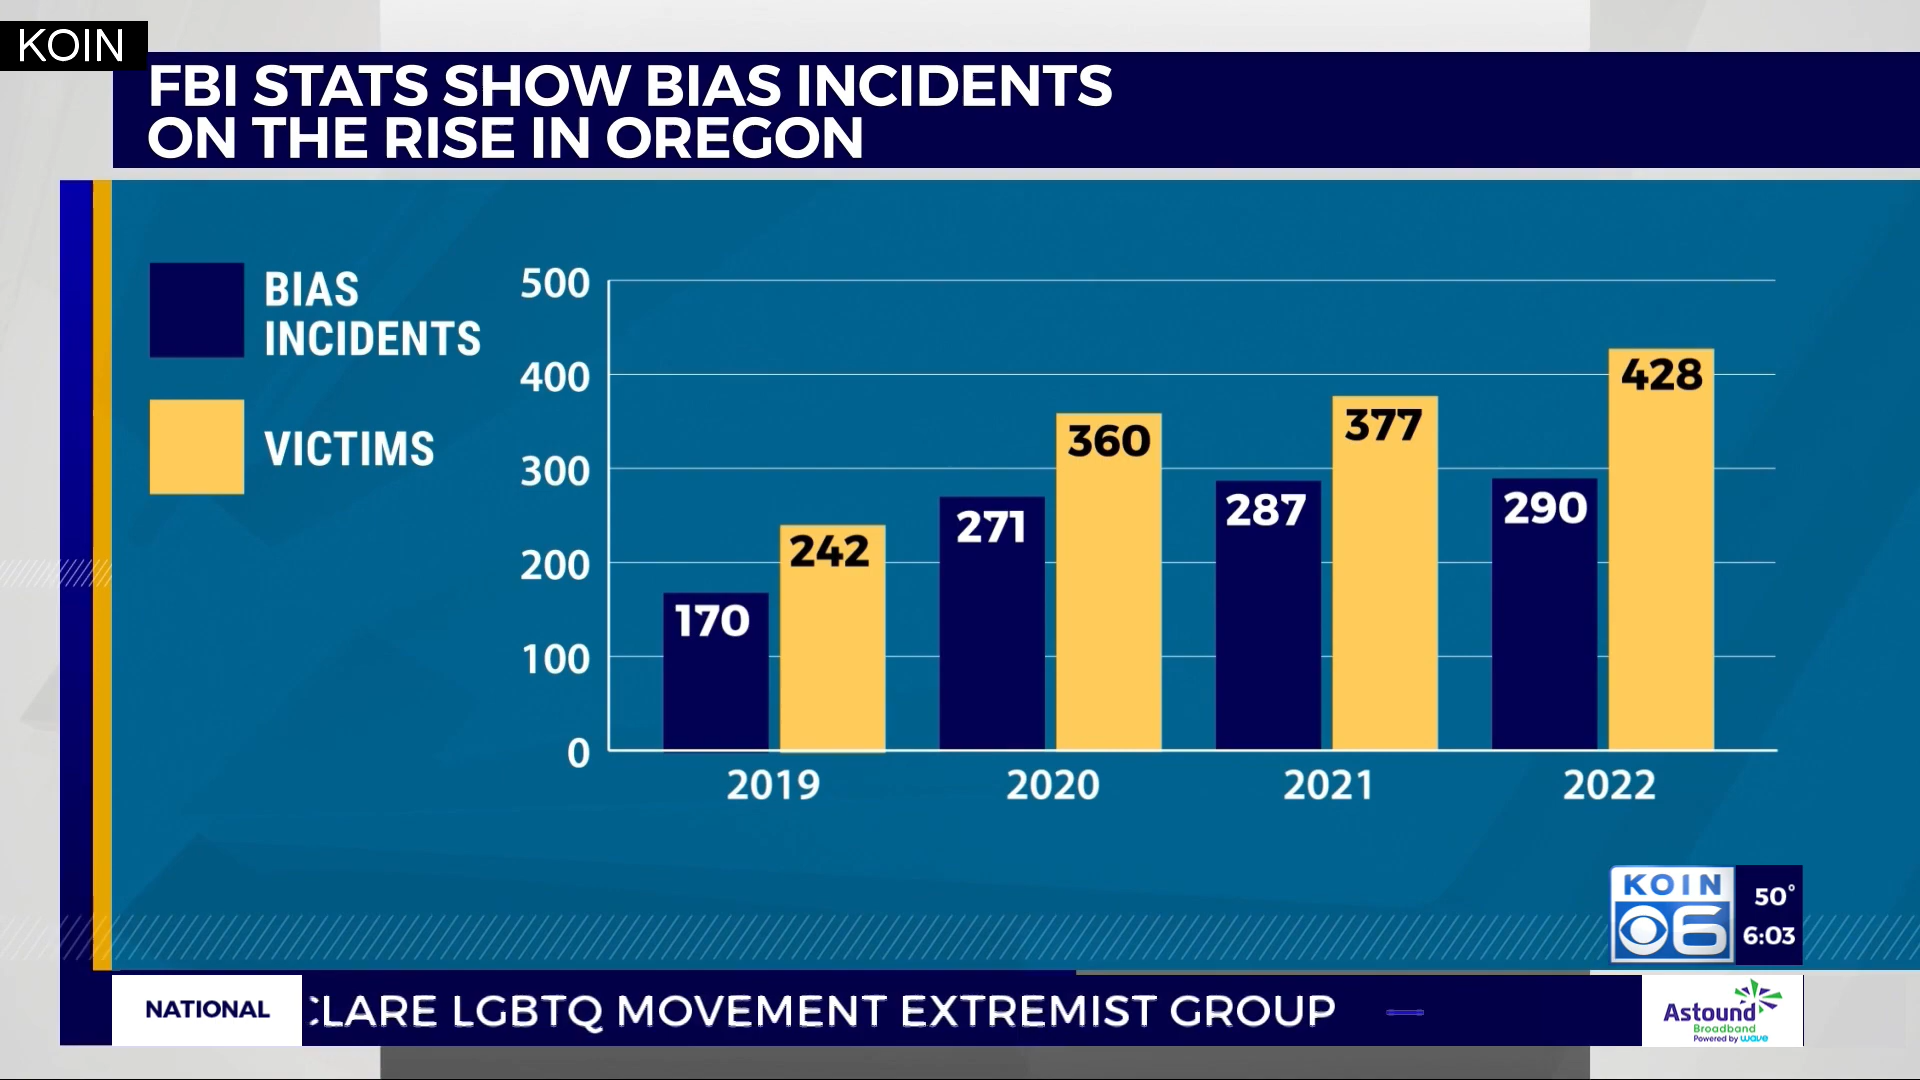 KOIN
FBI STATS SHOW BIAS INCIDENTS
ON THE RISE IN OREGON
BIAS
INCIDENTS
VICTIMS
500
400
300
200
100
0
170
242
271
360
287
377
290
428
2019
2020
2021
2022
KOIN
6
50°
6:03
NATIONAL
LGBTQ MOVEMENT EXTREMIST GROUP
Astound
Broadband
Powered by wave